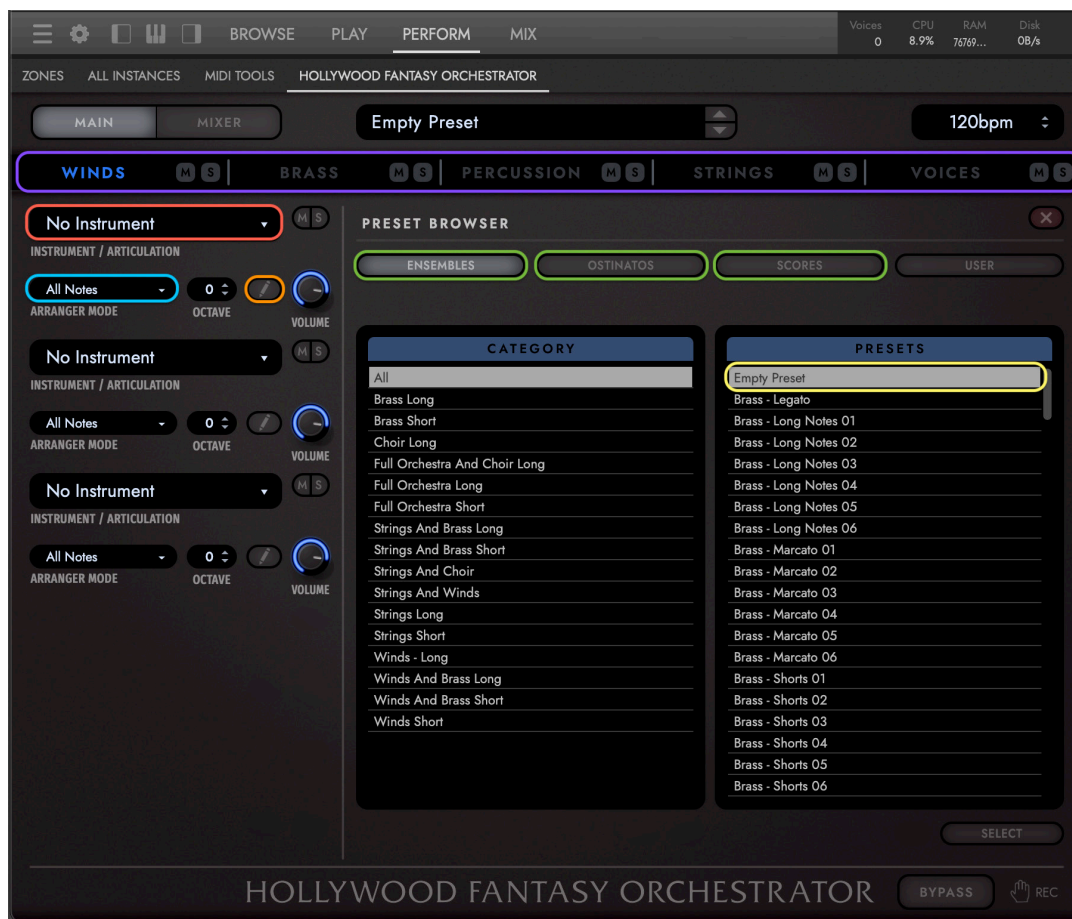 BROWSE PLAY PERFORM MIX Voices CPU RAM Disk
0 8.9% 76769... 0B/s
ZONES ALL INSTANCES MIDI TOOLS HOLLYWOOD FANTASY ORCHESTRATOR
MAIN MIXER Empty Preset 120bpm
WINDS M S BRASS M S PERCUSSION M S STRINGS M S VOICES M S
No Instrument M S
INSTRUMENT / ARTICULATION
All Notes 0
ARRANGER MODE OCTAVE VOLUME
No Instrument M S
INSTRUMENT / ARTICULATION
All Notes 0
ARRANGER MODE OCTAVE VOLUME
No Instrument M S
INSTRUMENT / ARTICULATION
All Notes 0
ARRANGER MODE OCTAVE VOLUME
PRESET BROWSER X
ENSEMBLES OSTINATOS SCORES USER
CATEGORY
All
Brass Long
Brass Short
Choir Long
Full Orchestra And Choir Long
Full Orchestra Long
Full Orchestra Short
Strings And Brass Long
Strings And Brass Short
Strings And Choir
Strings And Winds
Strings Long
Strings Short
Winds - Long
Winds And Brass Long
Winds And Brass Short
Winds Short
PRESETS
Empty Preset
Brass - Legato
Brass - Long Notes 01
Brass - Long Notes 02
Brass - Long Notes 03
Brass - Long Notes 04
Brass - Long Notes 05
Brass - Long Notes 06
Brass - Marcato 01
Brass - Marcato 02
Brass - Marcato 03
Brass - Marcato 04
Brass - Marcato 05
Brass - Marcato 06
Brass - Shorts 01
Brass - Shorts 02
Brass - Shorts 03
Brass - Shorts 04
Brass - Shorts 05
Brass - Shorts 06
SELECT
HOLLYWOOD FANTASY ORCHESTRATOR BYPASS REC